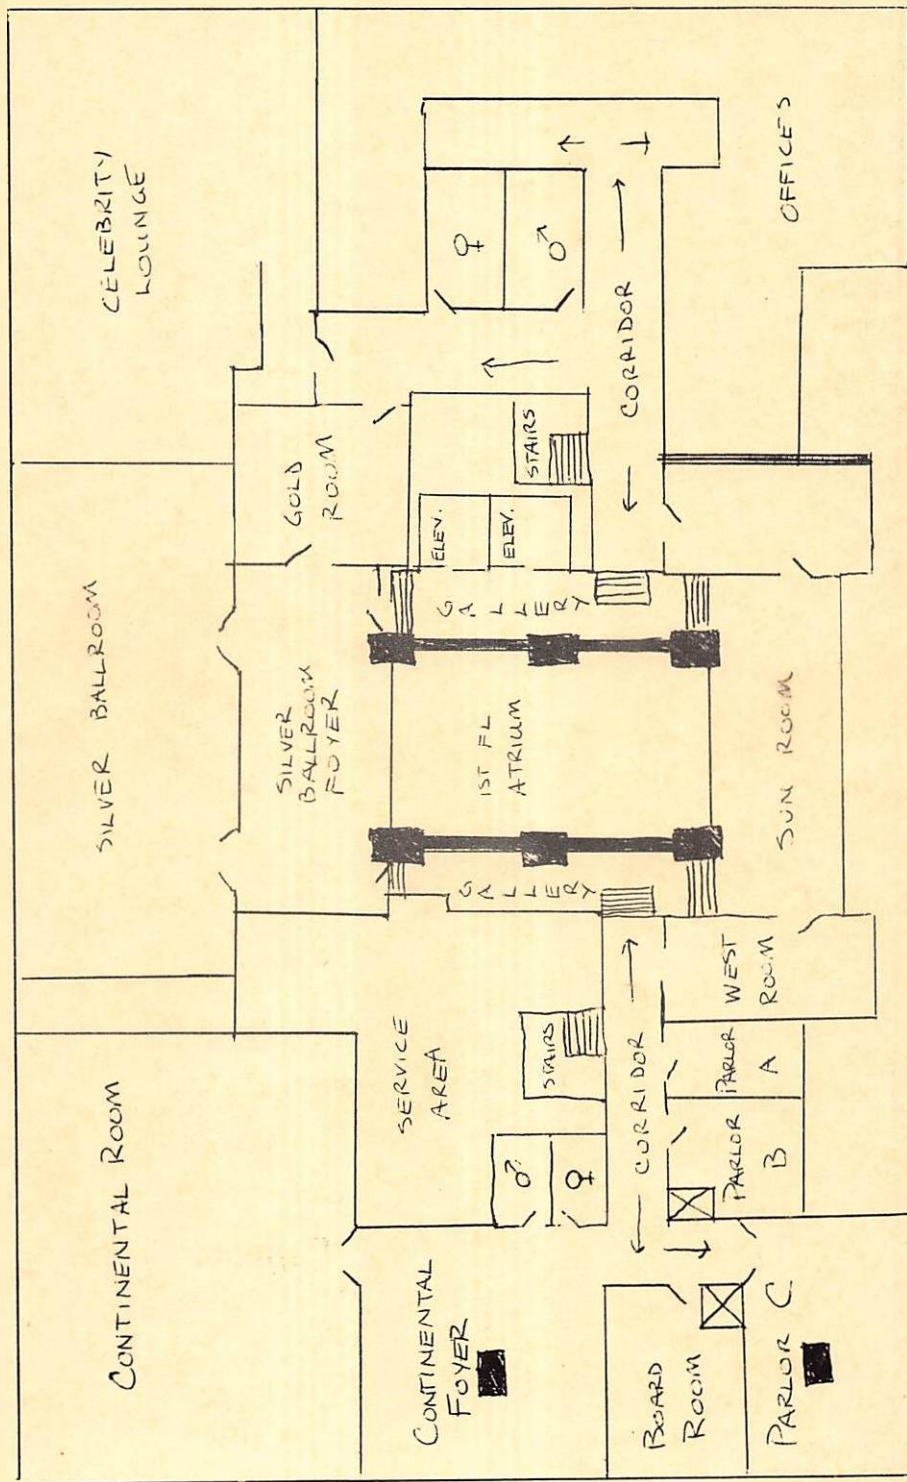 CONTINENTAL ROOM
SILVER BALLROOM
CELEBRITY
LOUNGE
SILVER
BALLROOM
FOYER
GOLD
ROOM
CONTINENTAL
FOYER
SERVICE
AREA
STAIRS
GALLERY
1ST FL
ATRIUM
GALLERY
ELEV.
ELEV.
STAIRS
CORRIDOR
CORRIDOR
BOARD
ROOM
PARLOR
B
PARLOR
A
WEST
ROOM
SUN ROOM
OFFICES
PARLOR C